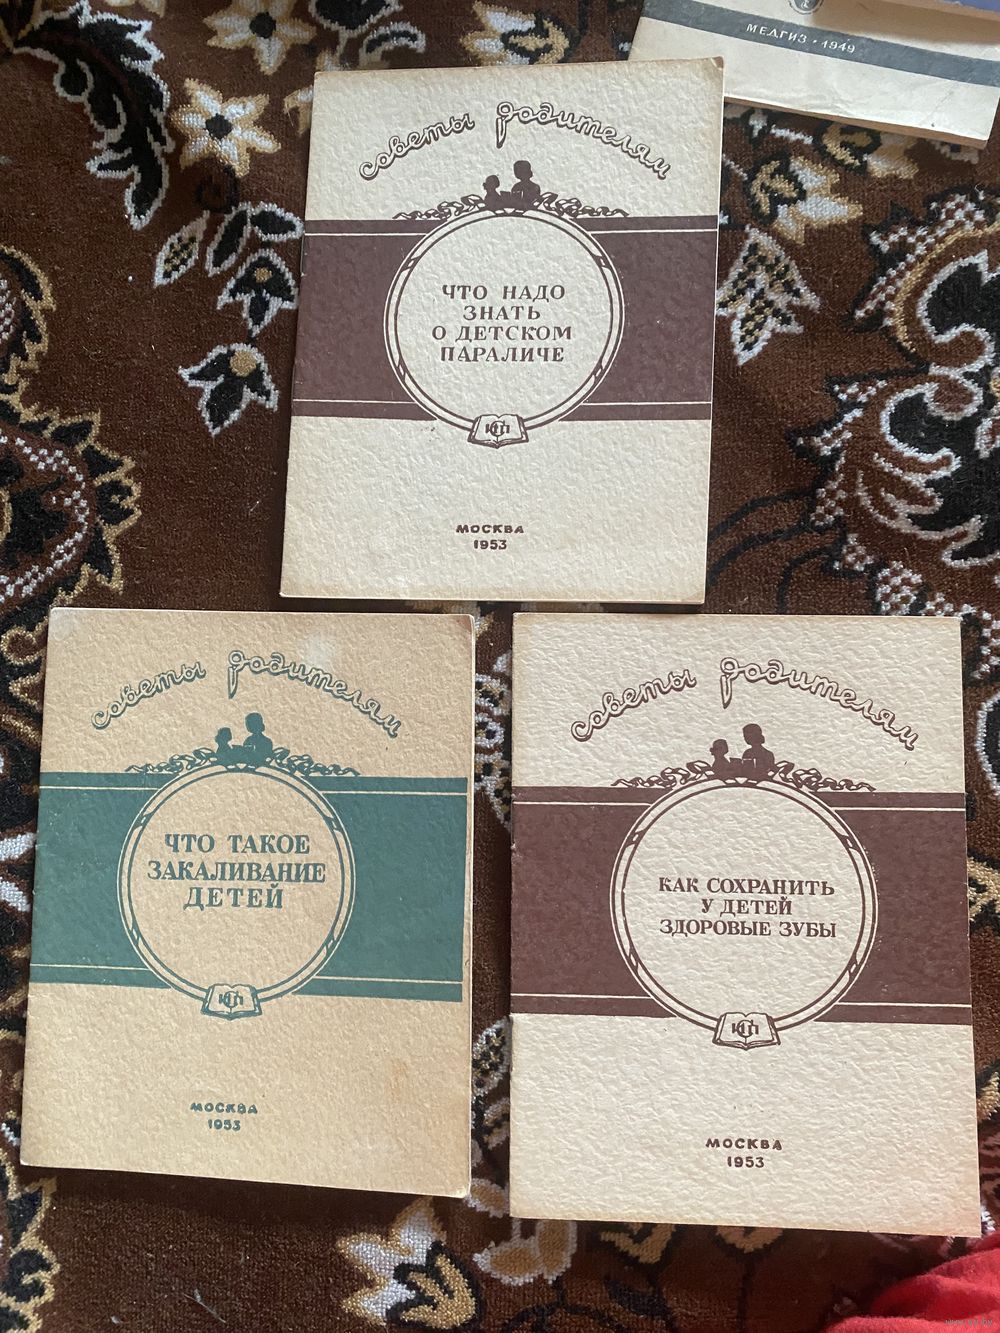 МЕДГИЗ • 1949
советы родителям
ЧТО НАДО
ЗНАТЬ
О ДЕТСКОМ
ПАРАЛИЧЕ
МОСКВА
1953
советы родителям
ЧТО ТАКОЕ
ЗАКАЛИВАНИЕ
ДЕТЕЙ
МОСКВА
1953
советы родителям
КАК СОХРАНИТЬ
У ДЕТЕЙ
ЗДОРОВЫЕ ЗУБЫ
МОСКВА
1953